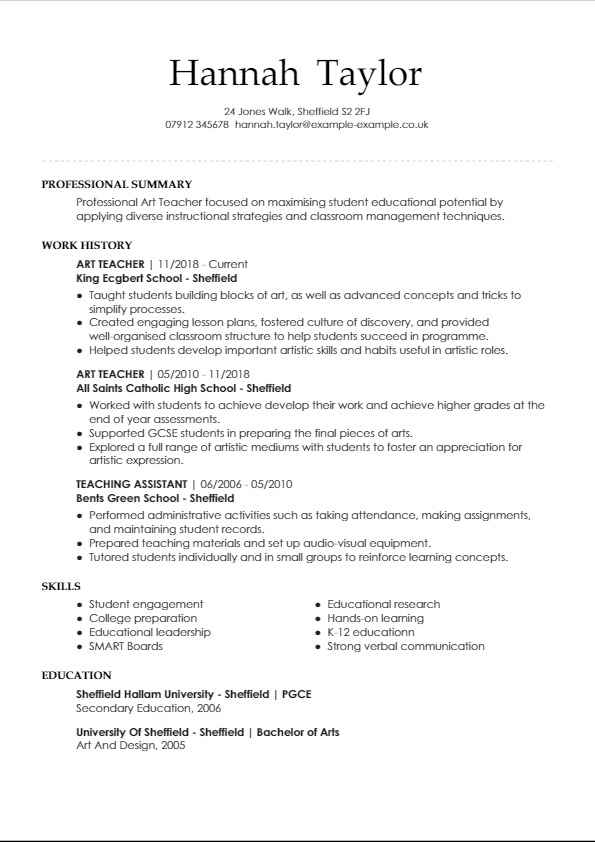 Hannah Taylor
24 Jones Walk, Sheffield S2 2FJ
07912 345678  hannah.taylor@example-example.co.uk
PROFESSIONAL SUMMARY
Professional Art Teacher focused on maximising student educational potential by
applying diverse instructional strategies and classroom management techniques.
WORK HISTORY
ART TEACHER | 11/2018 - Current
King Ecgbert School - Sheffield
● Taught students building blocks of art, as well as advanced concepts and tricks to
simplify processes.
● Created engaging lesson plans, fostered culture of discovery, and provided
well-organised classroom structure to help students succeed in programme.
● Helped students develop important artistic skills and habits useful in artistic roles.
ART TEACHER | 05/2010 - 11/2018
All Saints Catholic High School - Sheffield
● Worked with students to achieve develop their work and achieve higher grades at the
end of year assessments.
● Supported GCSE students in preparing the final pieces of arts.
● Explored a full range of artistic mediums with students to foster an appreciation for
artistic expression.
TEACHING ASSISTANT | 06/2006 - 05/2010
Bents Green School - Sheffield
● Performed administrative activities such as taking attendance, making assignments,
and maintaining student records.
● Prepared teaching materials and set up audio-visual equipment.
● Tutored students individually and in small groups to reinforce learning concepts.
SKILLS
● Student engagement
● College preparation
● Educational leadership
● SMART Boards
● Educational research
● Hands-on learning
● K-12 educationn
● Strong verbal communication
EDUCATION
Sheffield Hallam University - Sheffield | PGCE
Secondary Education, 2006
University Of Sheffield - Sheffield | Bachelor of Arts
Art And Design, 2005